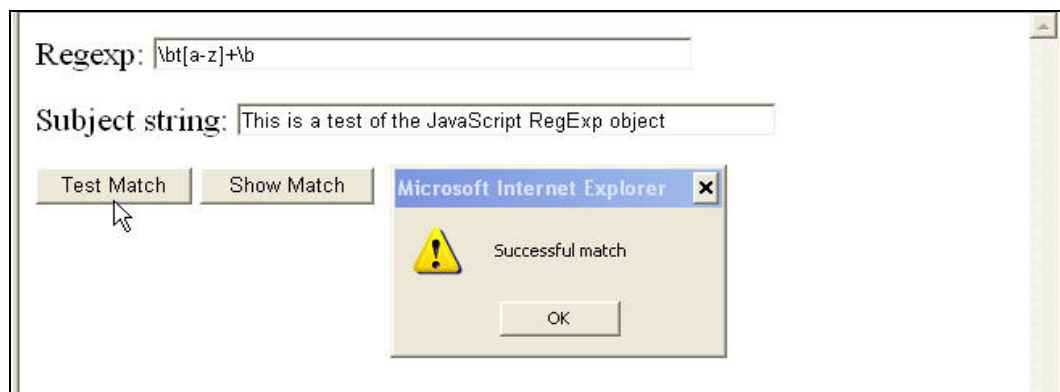 Regexp: \bt[a-z]+\b
Subject string: This is a test of the JavaScript RegExp object
Test Match Show Match
Microsoft Internet Explorer
Successful match
OK